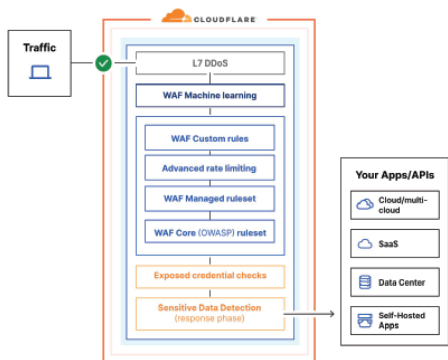 CLOUDFLARE
Traffic
L7 DDoS
WAF Machine learning
WAF Custom rules
Advanced rate limiting
WAF Managed ruleset
WAF Core (OWASP) ruleset
Exposed credential checks
Sensitive Data Detection
(response phase)
Your Apps/APIs
Cloud/multi-
cloud
SaaS
Data Center
Self-Hosted
Apps